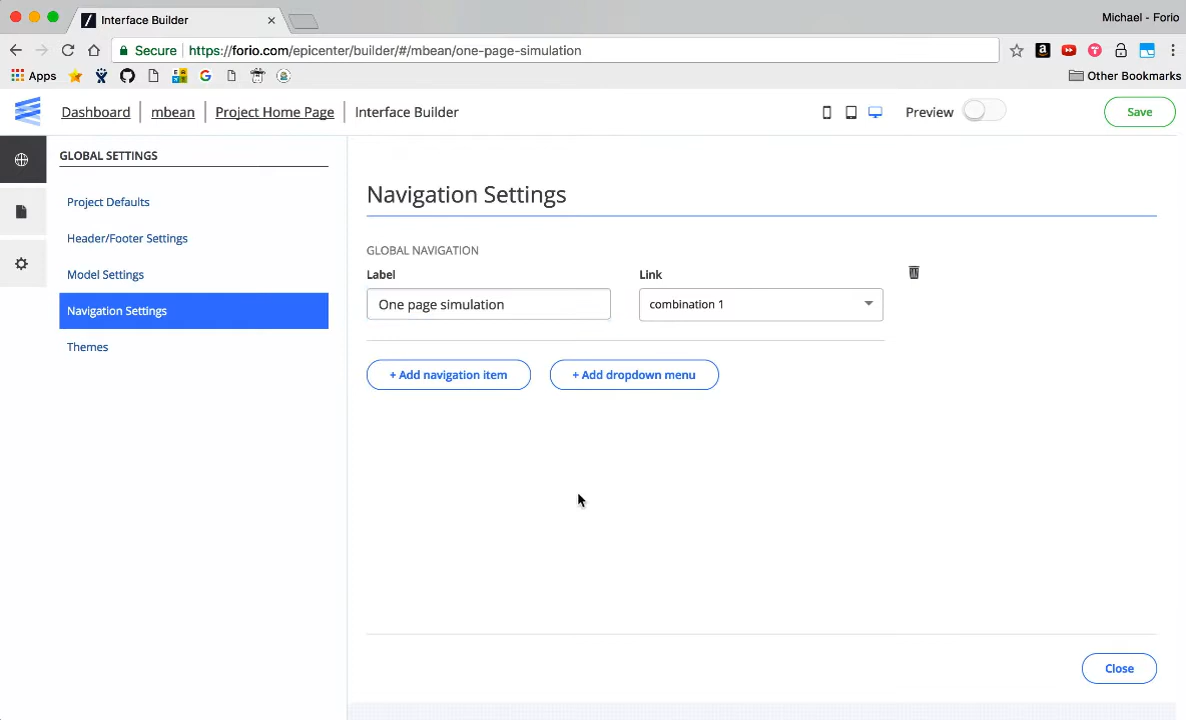 Interface Builder
Michael - Forio
Secure https://forio.com/epicenter/builder/#/mbean/one-page-simulation
Apps
Other Bookmarks
Dashboard mbean Project Home Page Interface Builder Preview Save
GLOBAL SETTINGS
Project Defaults
Header/Footer Settings
Model Settings
Navigation Settings
Themes
Navigation Settings
GLOBAL NAVIGATION
Label Link
One page simulation combination 1
+ Add navigation item + Add dropdown menu
Close